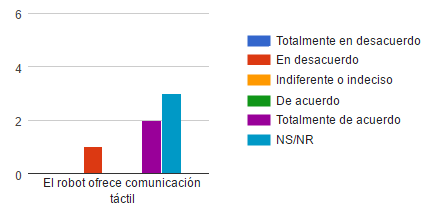 6
4
2
0
El robot ofrece comunicación
táctil
Totalmente en desacuerdo
En desacuerdo
Indiferente o indeciso
De acuerdo
Totalmente de acuerdo
NS/NR